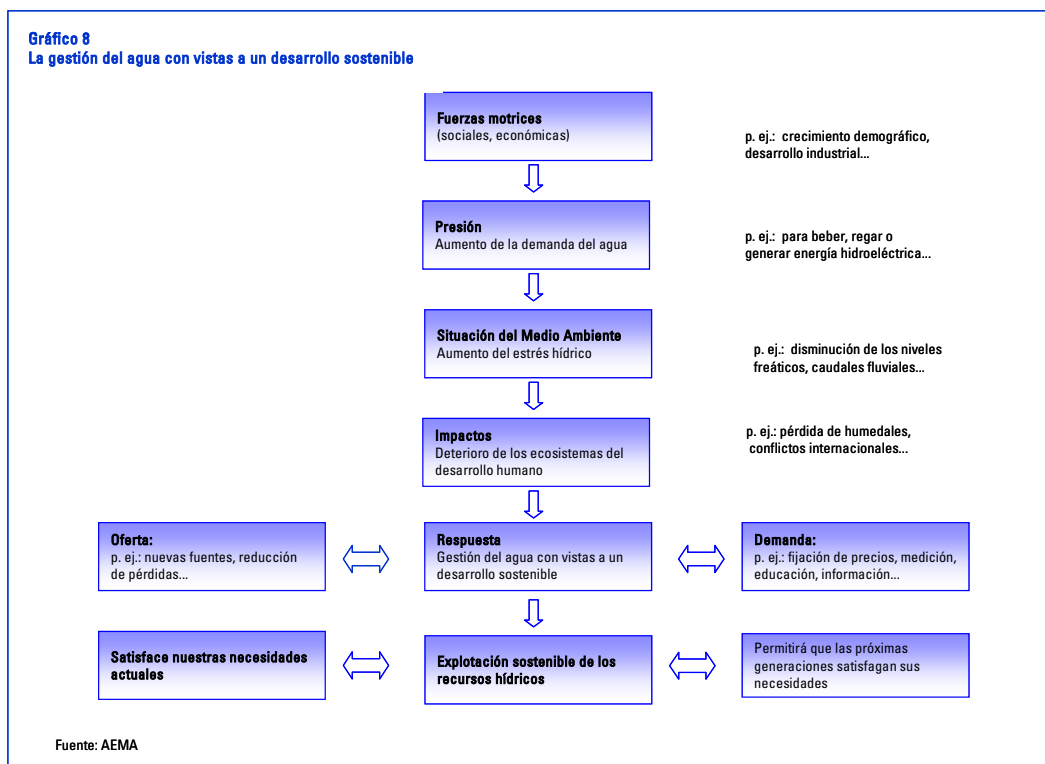 Gráfico 8
La gestión del agua con vistas a un desarrollo sostenible
Fuerzas motrices
(sociales, económicas)
p. ej.: crecimiento demográfico,
desarrollo industrial...
Presión
Aumento de la demanda del agua
p. ej.: para beber, regar o
generar energía hidroeléctrica...
Situación del Medio Ambiente
Aumento del estrés hídrico
p. ej.: disminución de los niveles
freáticos, caudales fluviales...
Impactos
Deterioro de los ecosistemas del
desarrollo humano
p. ej.: pérdida de humedales,
conflictos internacionales...
Oferta:
p. ej.: nuevas fuentes, reducción
de pérdidas...
Respuesta
Gestión del agua con vistas a un
desarrollo sostenible
Demanda:
p. ej.: fijación de precios, medición,
educación, información...
Satisface nuestras necesidades
actuales
Explotación sostenible de los
recursos hídricos
Permitirá que las próximas
generaciones satisfagan sus
necesidades
Fuente: AEMA